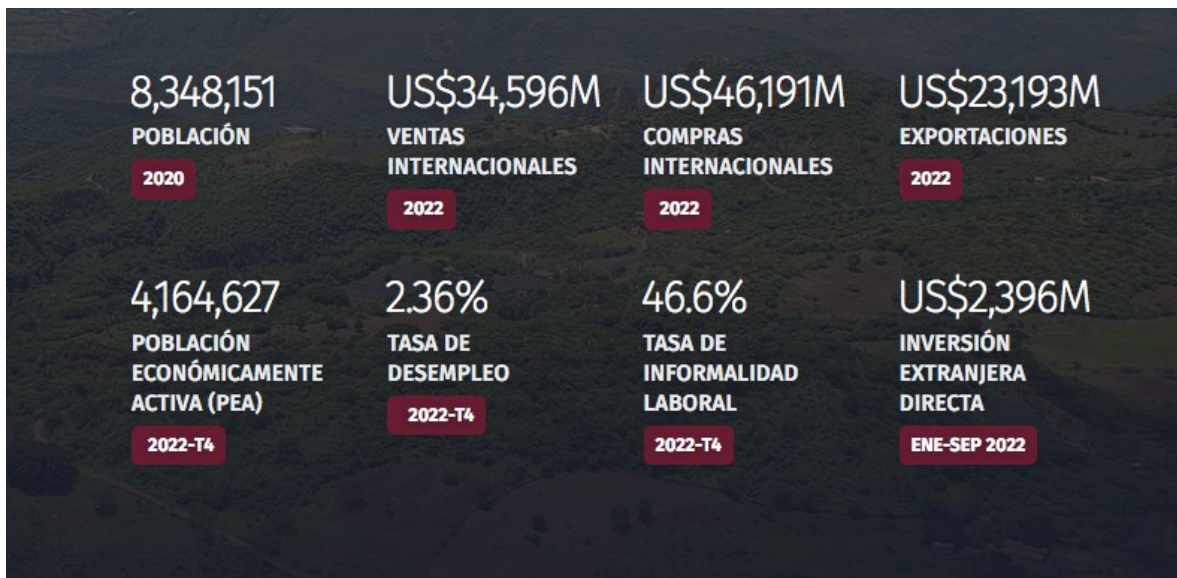 8,348,151
POBLACIÓN
2020
US$34,596M
VENTAS
INTERNACIONALES
2022
US$46,191M
COMPRAS
INTERNACIONALES
2022
US$23,193M
EXPORTACIONES
2022
4,164,627
POBLACIÓN
ECONÓMICAMENTE
ACTIVA (PEA)
2022-T4
2.36%
TASA DE
DESEMPLEO
2022-T4
46.6%
TASA DE
INFORMALIDAD
LABORAL
2022-T4
US$2,396M
INVERSIÓN
EXTRANJERA
DIRECTA
ENE-SEP 2022